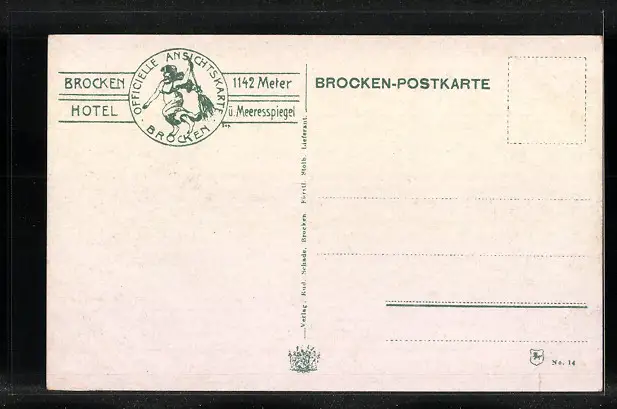 BROCKEN
HOTEL
OFFICIELLE ANSICHTSKARTE
BROCKEN
1142 Meter
ü. Meeresspiegel
BROCKEN-POSTKARTE
Verlag. Rud. Schade, Brocken. Fürstl. Stolb. Lieferant.
No. 14